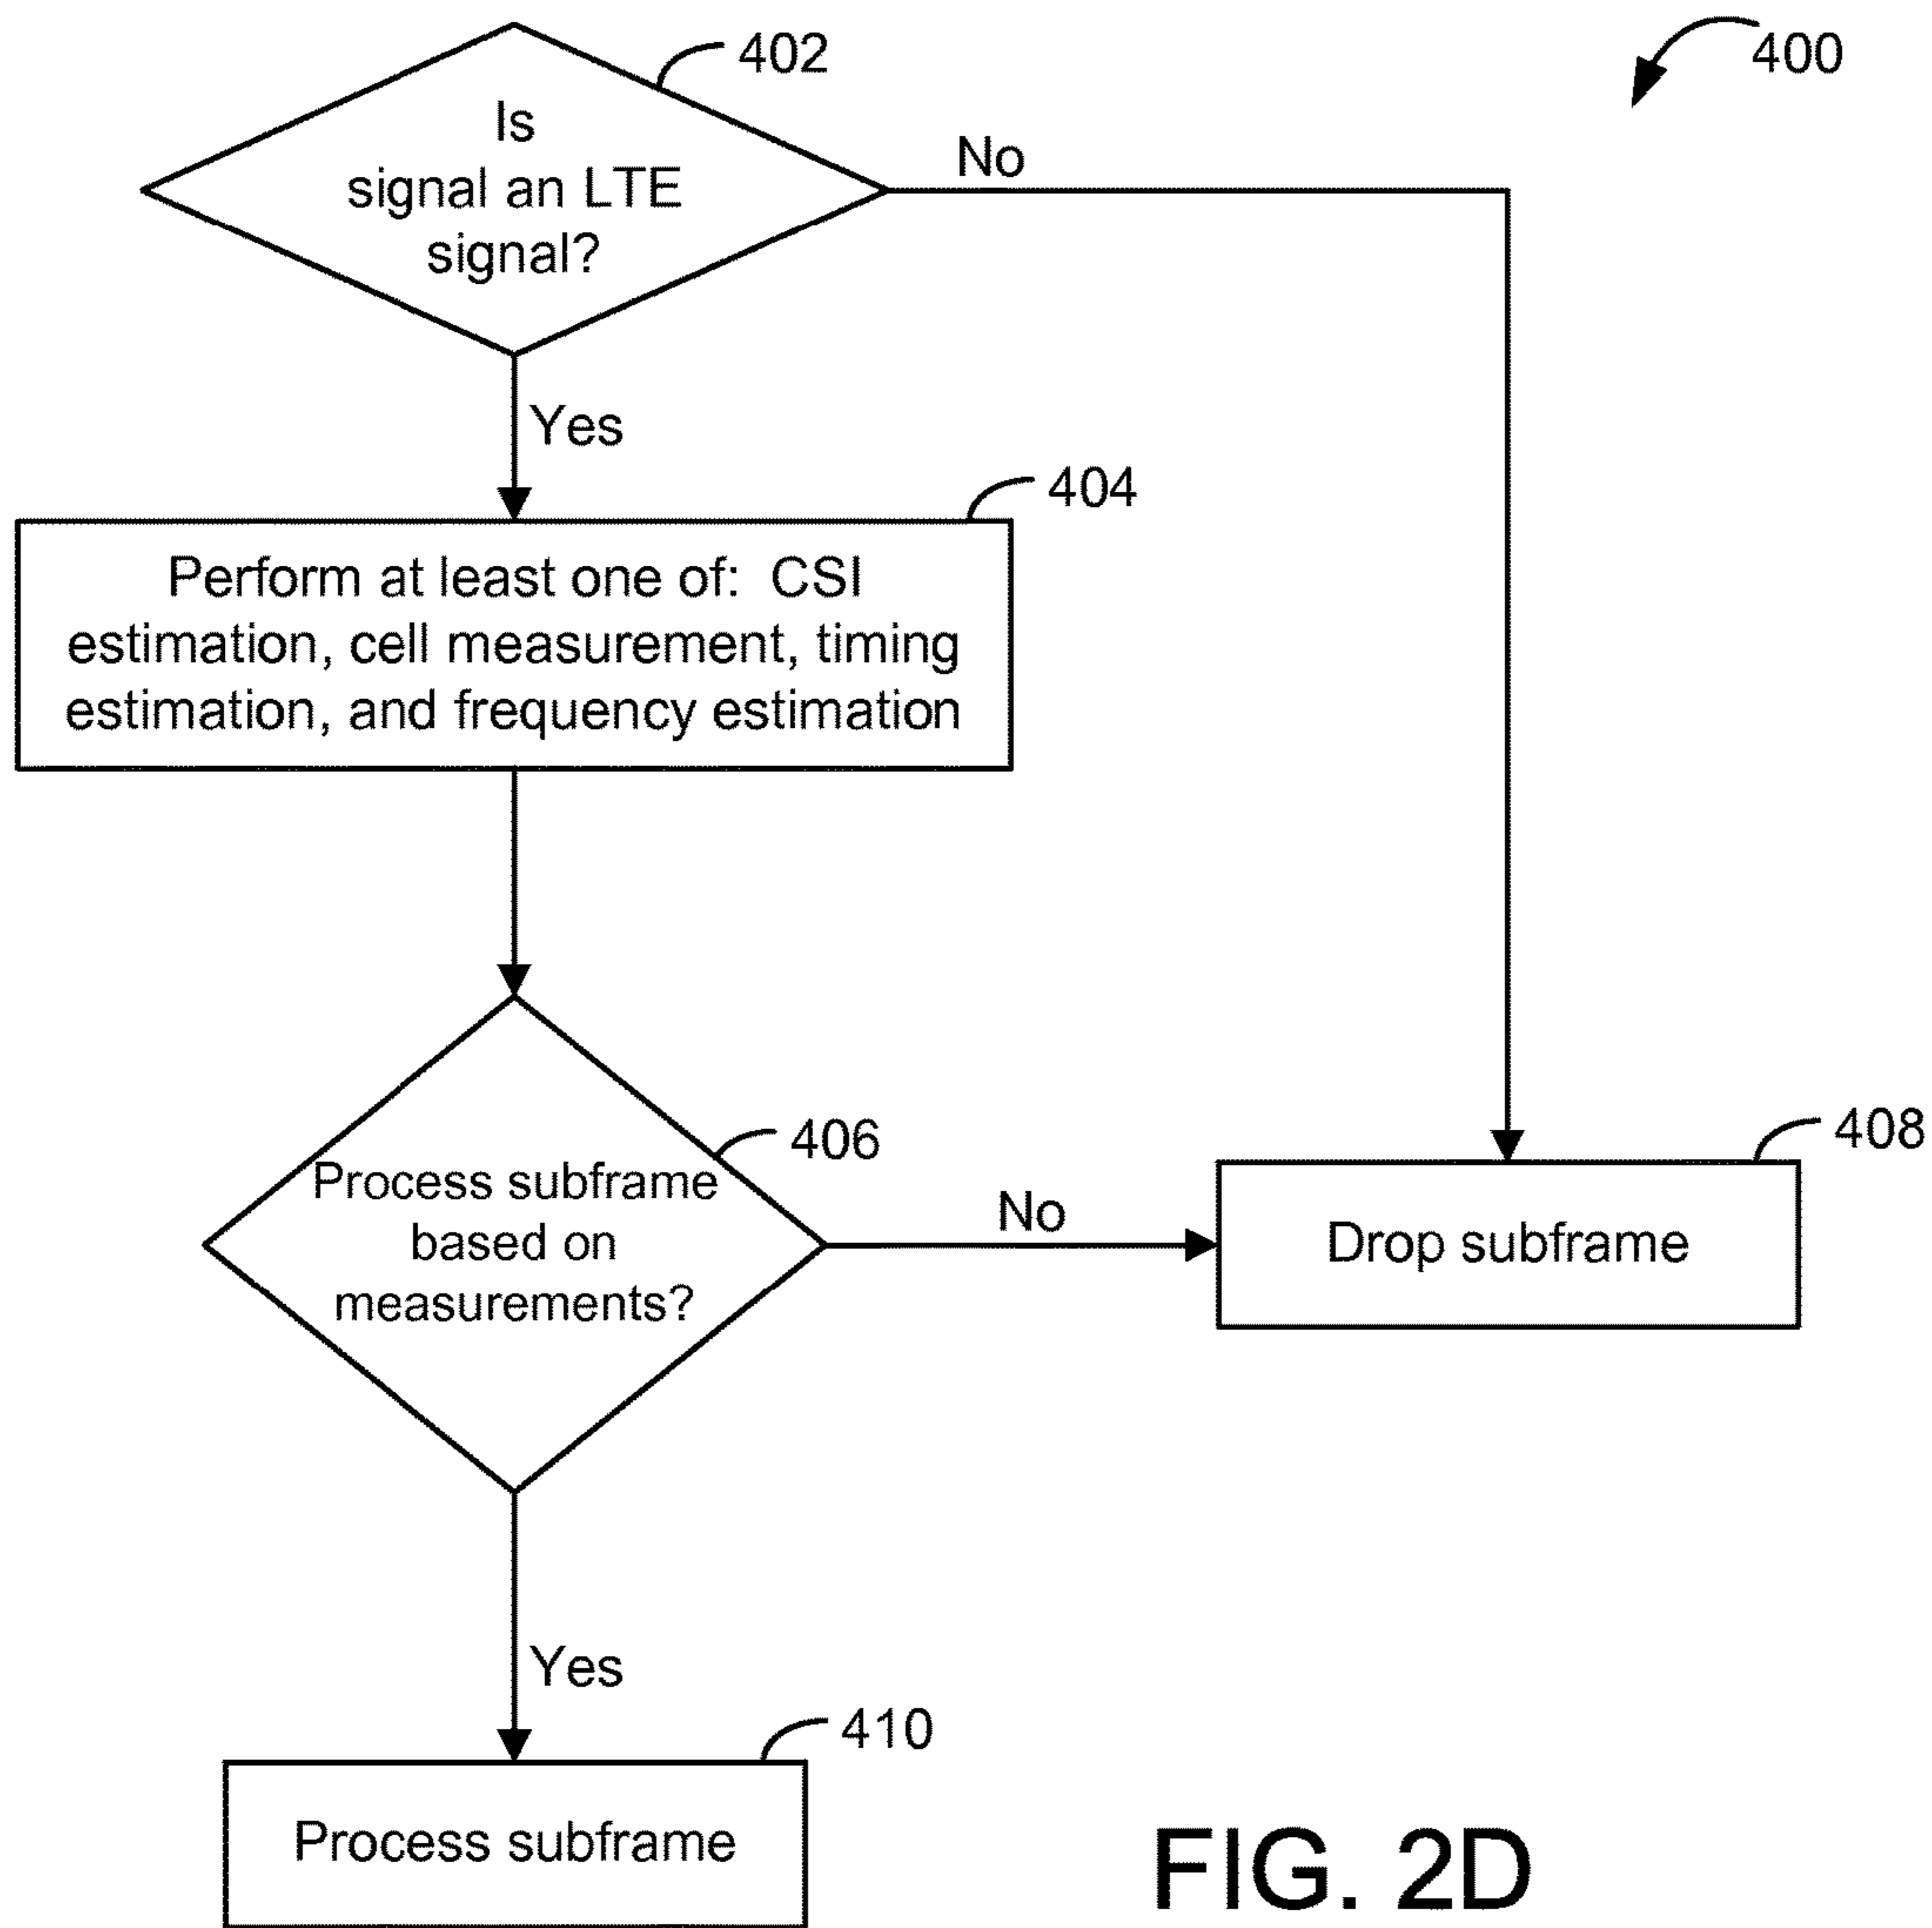 402
400
Is
signal an LTE
signal?
No
Yes
404
Perform at least one of: CSI
estimation, cell measurement, timing
estimation, and frequency estimation
406
408
Process subframe
based on
measurements?
No
Drop subframe
Yes
410
Process subframe
FIG. 2D